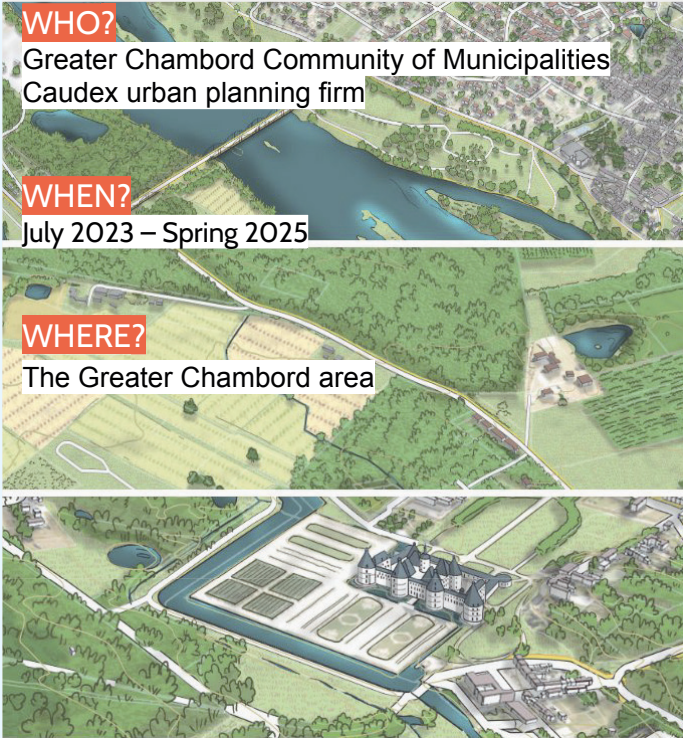 WHO?
Greater Chambord Community of Municipalities
Caudex urban planning firm
WHEN?
July 2023 – Spring 2025
WHERE?
The Greater Chambord area